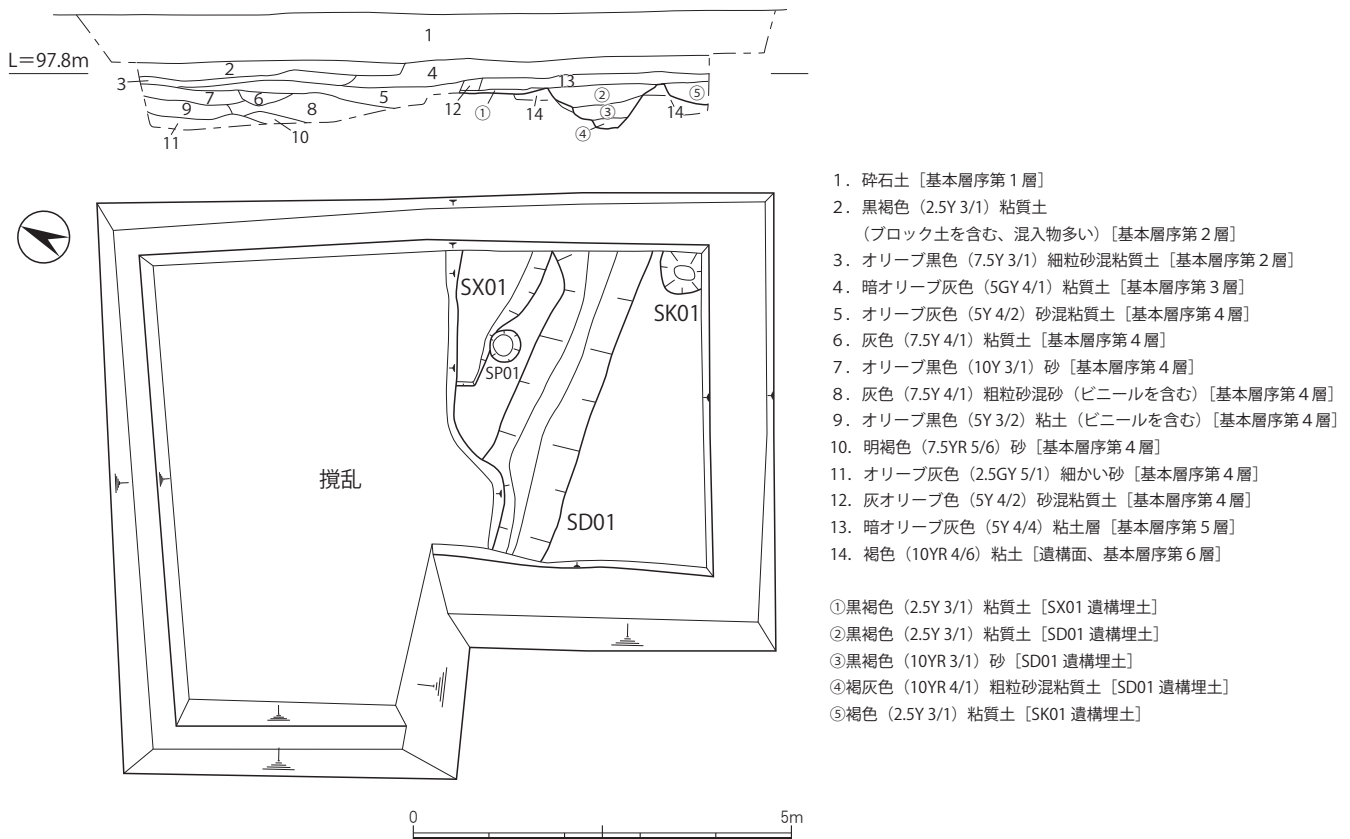 1
L=97.8m
2
4
3
13
②
⑤
7
6
5
9
8
12
①
14
③
14
④
11
10
SX01
SK01
SP01
撹乱
SD01
0
5m
1．砕石土［基本層序第１層］
2．黒褐色（2.5Y 3/1）粘質土
（ブロック土を含む、混入物多い）［基本層序第２層］
3．オリーブ黒色（7.5Y 3/1）細粒砂混粘質土［基本層序第２層］
4．暗オリーブ灰色（5GY 4/1）粘質土［基本層序第３層］
5．オリーブ灰色（5Y 4/2）砂混粘質土［基本層序第４層］
6．灰色（7.5Y 4/1）粘質土［基本層序第４層］
7．オリーブ黒色（10Y 3/1）砂［基本層序第４層］
8．灰色（7.5Y 4/1）粗粒砂混砂（ビニールを含む）［基本層序第４層］
9．オリーブ黒色（5Y 3/2）粘土（ビニールを含む）［基本層序第４層］
10．明褐色（7.5YR 5/6）砂［基本層序第４層］
11．オリーブ灰色（2.5GY 5/1）細かい砂［基本層序第４層］
12．灰オリーブ色（5Y 4/2）砂混粘質土［基本層序第４層］
13．暗オリーブ灰色（5Y 4/4）粘土層［基本層序第５層］
14．褐色（10YR 4/6）粘土［遺構面、基本層序第６層］
①黒褐色（2.5Y 3/1）粘質土［SX01 遺構埋土］
②黒褐色（2.5Y 3/1）粘質土［SD01 遺構埋土］
③黒褐色（10YR 3/1）砂［SD01 遺構埋土］
④褐灰色（10YR 4/1）粗粒砂混粘質土［SD01 遺構埋土］
⑤褐色（2.5Y 3/1）粘質土［SK01 遺構埋土］